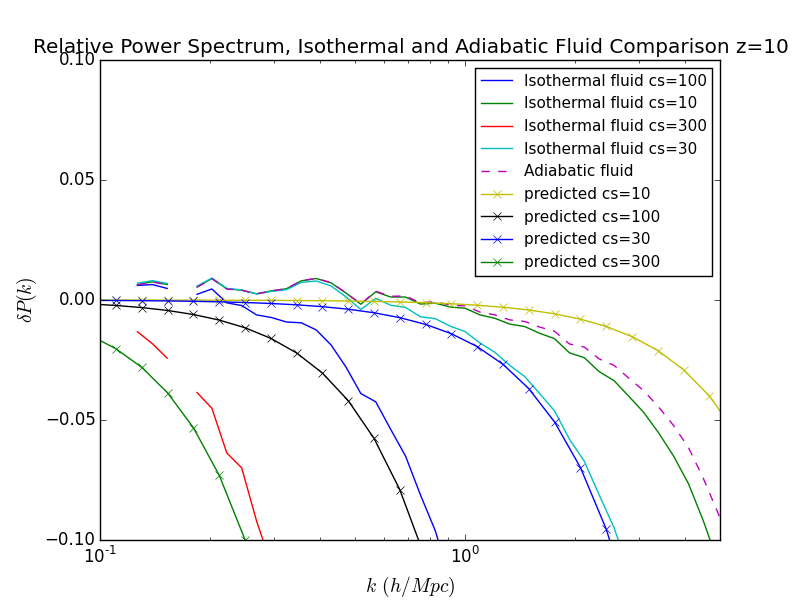 Relative Power Spectrum, Isothermal and Adiabatic Fluid Comparison z=10
0.10
0.05
0.00
−0.05
−0.10
δP(k)
Isothermal fluid cs=100
Isothermal fluid cs=10
Isothermal fluid cs=300
Isothermal fluid cs=30
Adiabatic fluid
predicted cs=10
predicted cs=100
predicted cs=30
predicted cs=300
10⁻¹ 10⁰
k (h/Mpc)